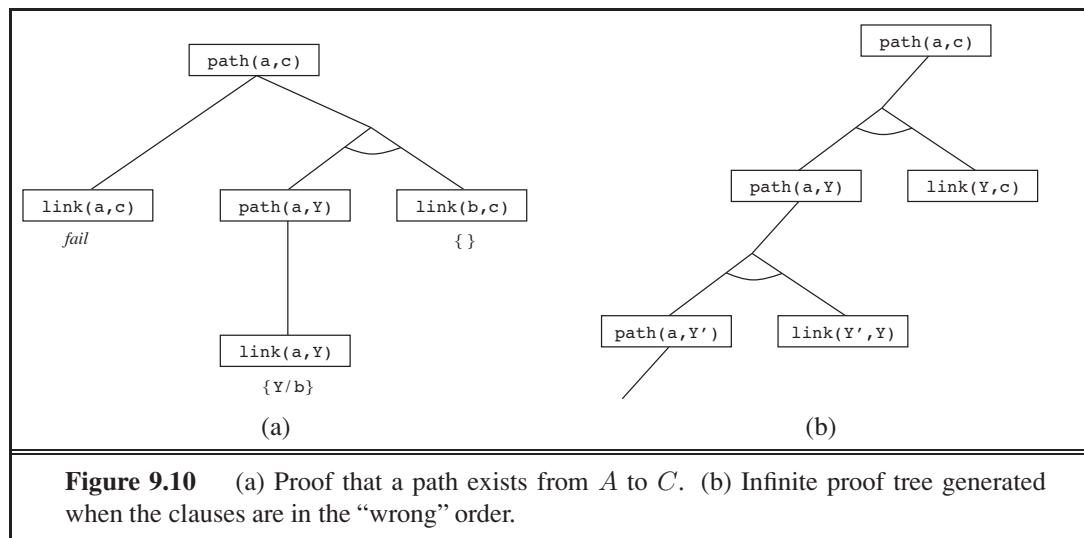 path(a,c)
link(a,c)
path(a,Y)
link(b,c)
fail
{ }
link(a,Y)
{Y/b}
(a)
path(a,c)
path(a,Y)
link(Y,c)
path(a,Y')
link(Y',Y)
(b)
Figure 9.10 (a) Proof that a path exists from A to C. (b) Infinite proof tree generated
when the clauses are in the “wrong” order.